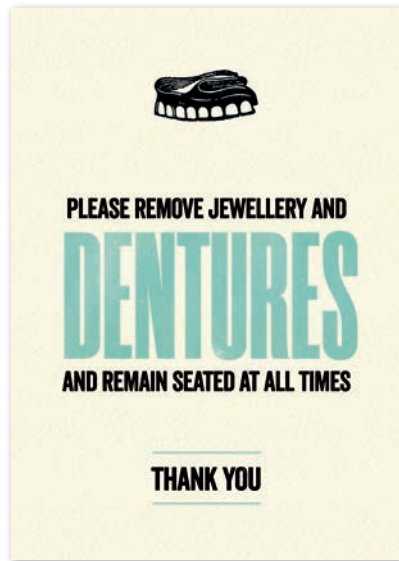 PLEASE REMOVE JEWELLERY AND
DENTURES
AND REMAIN SEATED AT ALL TIMES
THANK YOU